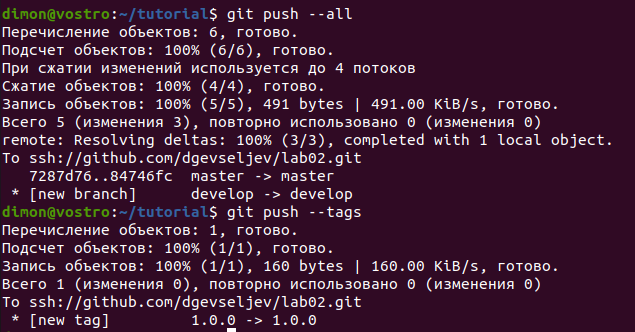 dimon@vostro:~/tutorial$ git push --all
Перечисление объектов: 6, готово.
Подсчет объектов: 100% (6/6), готово.
При сжатии изменений используется до 4 потоков
Сжатие объектов: 100% (4/4), готово.
Запись объектов: 100% (5/5), 491 bytes | 491.00 KiB/s, готово.
Всего 5 (изменения 3), повторно использовано 0 (изменения 0)
remote: Resolving deltas: 100% (3/3), completed with 1 local object.
To ssh://github.com/dgevseljev/lab02.git
   7287d76..84746fc  master -> master
 * [new branch]      develop -> develop
dimon@vostro:~/tutorial$ git push --tags
Перечисление объектов: 1, готово.
Подсчет объектов: 100% (1/1), готово.
Запись объектов: 100% (1/1), 160 bytes | 160.00 KiB/s, готово.
Всего 1 (изменения 0), повторно использовано 0 (изменения 0)
To ssh://github.com/dgevseljev/lab02.git
 * [new tag]         1.0.0 -> 1.0.0